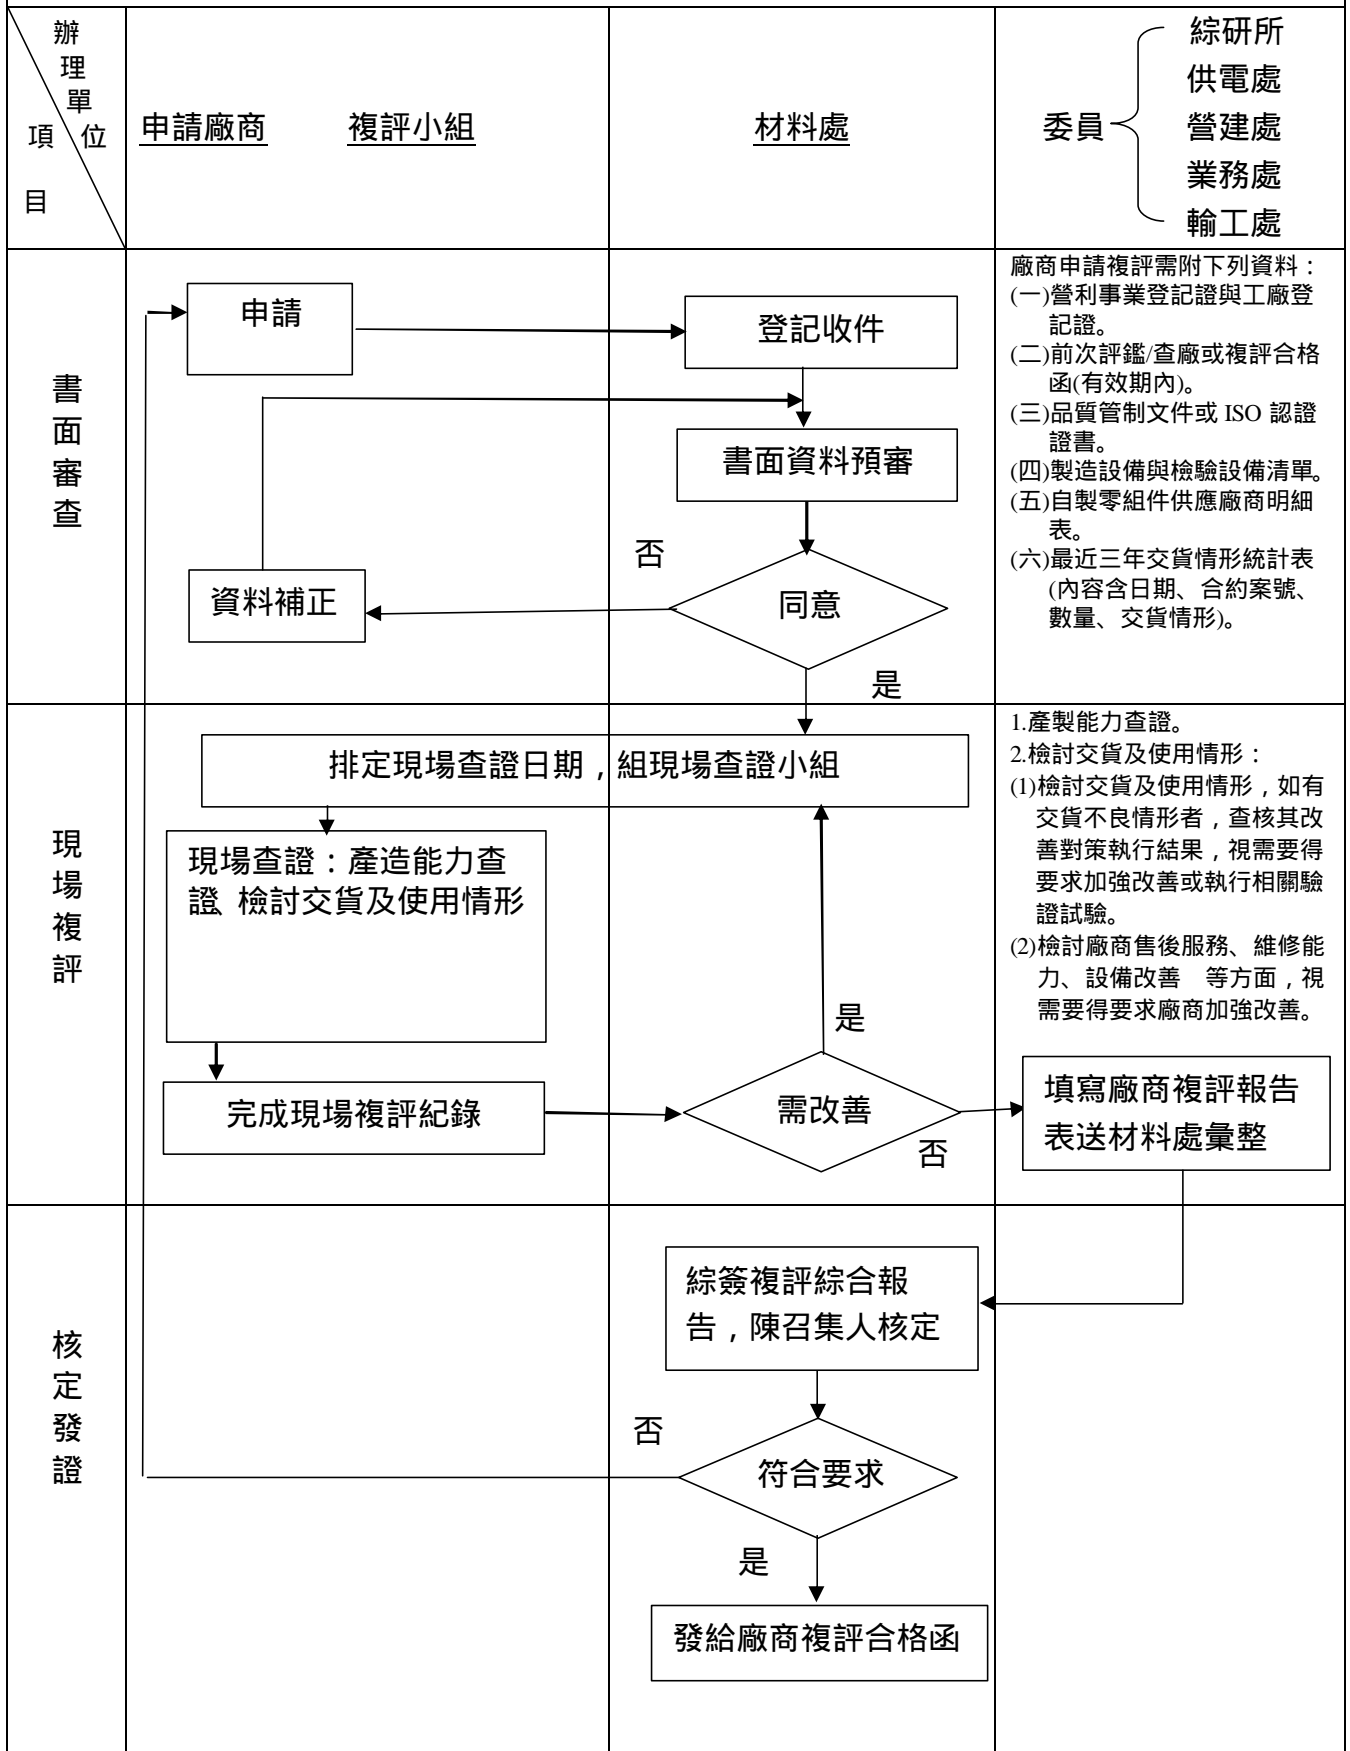 辦
理
單
位
項
目
申請廠商 複評小組
材料處
委員
綜研所
供電處
營建處
業務處
輸工處
書
面
審
查
申請
登記收件
書面資料預審
否
資料補正
同意
是
廠商申請複評需附下列資料：
(一)營利事業登記證與工廠登
記證。
(二)前次評鑑/查廠或複評合格
函(有效期內)。
(三)品質管制文件或 ISO 認證
證書。
(四)製造設備與檢驗設備清單。
(五)自製零組件供應廠商明細
表。
(六)最近三年交貨情形統計表
(內容含日期、合約案號、
數量、交貨情形)。
現
場
複
評
排定現場查證日期，組現場查證小組
現場查證：產造能力查
證、檢討交貨及使用情形
是
完成現場複評紀錄
需改善
否
1.產製能力查證。
2.檢討交貨及使用情形：
(1)檢討交貨及使用情形，如有
交貨不良情形者，查核其改
善對策執行結果，視需要得
要求加強改善或執行相關驗
證試驗。
(2)檢討廠商售後服務、維修能
力、設備改善　等方面，視
需要得要求廠商加強改善。
填寫廠商複評報告
表送材料處彙整
核
定
發
證
綜簽複評綜合報
告，陳召集人核定
否
符合要求
是
發給廠商複評合格函